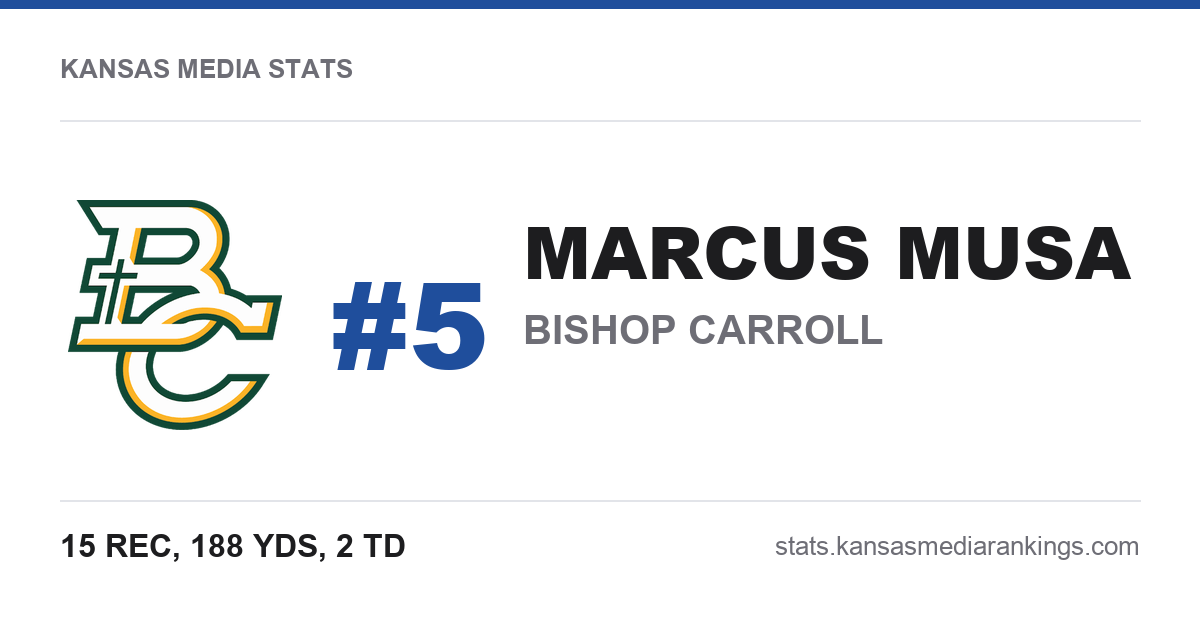 KANSAS MEDIA STATS
BC
#5
MARCUS MUSA
BISHOP CARROLL
15 REC, 188 YDS, 2 TD
stats.kansasmediarankings.com